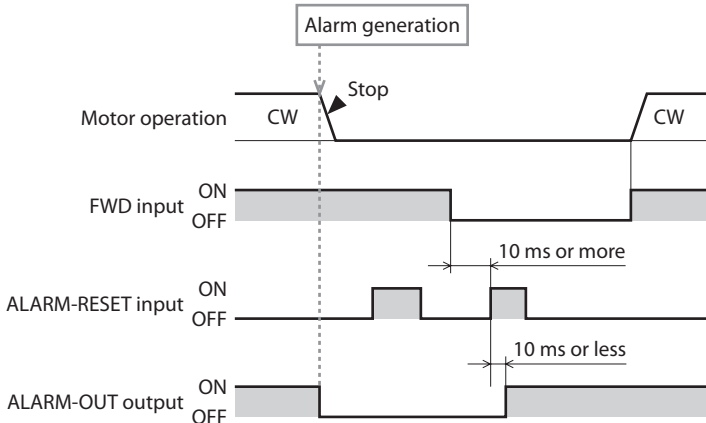 Alarm generation
Stop
Motor operation
CW
CW
FWD input
ON
OFF
10 ms or more
ALARM-RESET input
ON
OFF
10 ms or less
ALARM-OUT output
ON
OFF